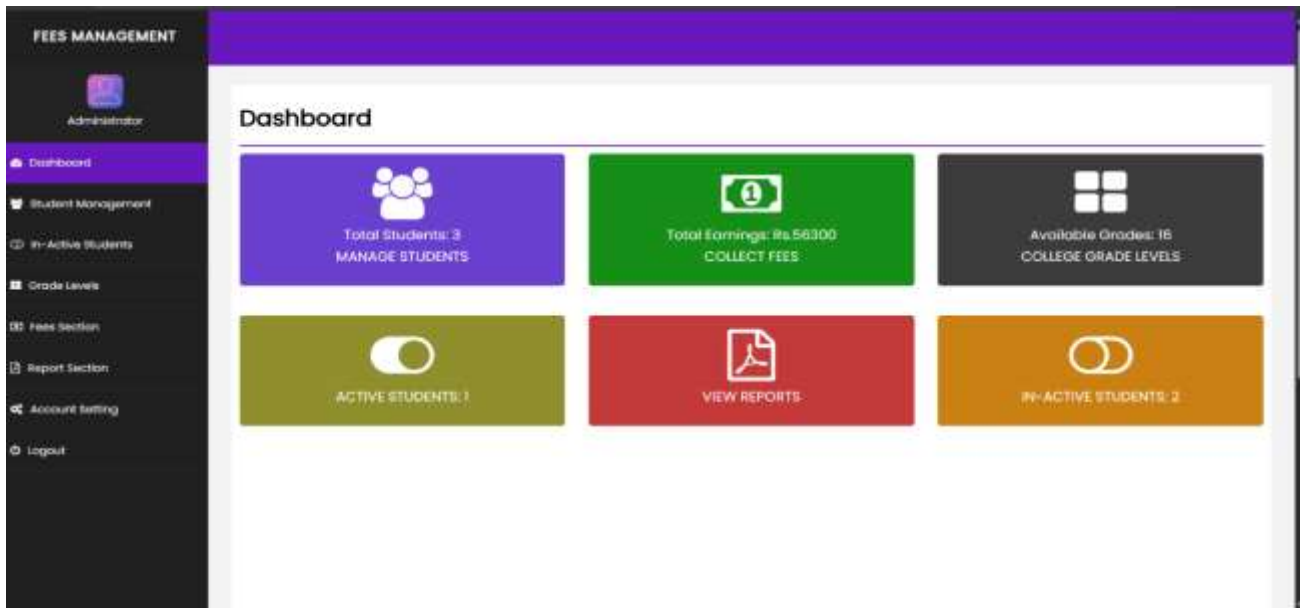 FEES MANAGEMENT
Administrator
Dashboard
Student Management
In-Active Students
Grade Levels
Fees Section
Report Section
Account Setting
Logout
Dashboard
Total Students: 3
MANAGE STUDENTS
Total Earnings: Rs.56300
COLLECT FEES
Available Grades: 16
COLLEGE GRADE LEVELS
ACTIVE STUDENTS: 1
VIEW REPORTS
IN-ACTIVE STUDENTS: 2